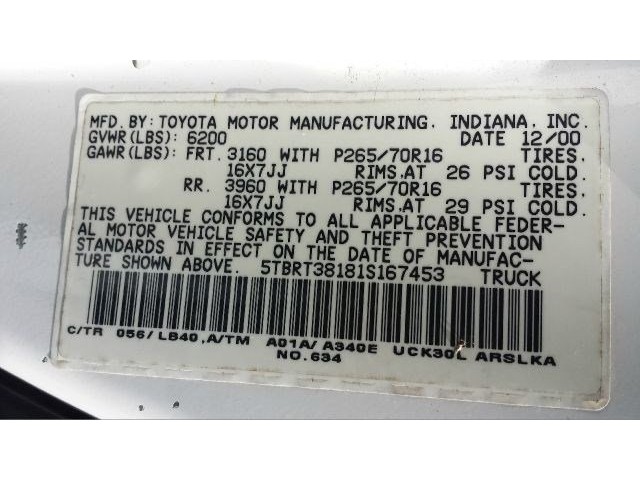 MFD. BY: TOYOTA MOTOR MANUFACTURING. INDIANA, INC.
GVWR(LBS): 6200 DATE 12/00
GAWR(LBS): FRT. 3160 WITH P265/70R16 TIRES.
16X7JJ RIMS.AT 26 PSI COLD.
RR. 3960 WITH P265/70R16 TIRES.
16X7JJ RIMS.AT 29 PSI COLD.
THIS VEHICLE CONFORMS TO ALL APPLICABLE FEDER-
AL MOTOR VEHICLE SAFETY AND THEFT PREVENTION
STANDARDS IN EFFECT ON THE DATE OF MANUFAC-
TURE SHOWN ABOVE. 5TBRT38181S167453 TRUCK
C/TR 056/LB40,A/TM A01A/A340E UCK30L ARSLKA
NO.634